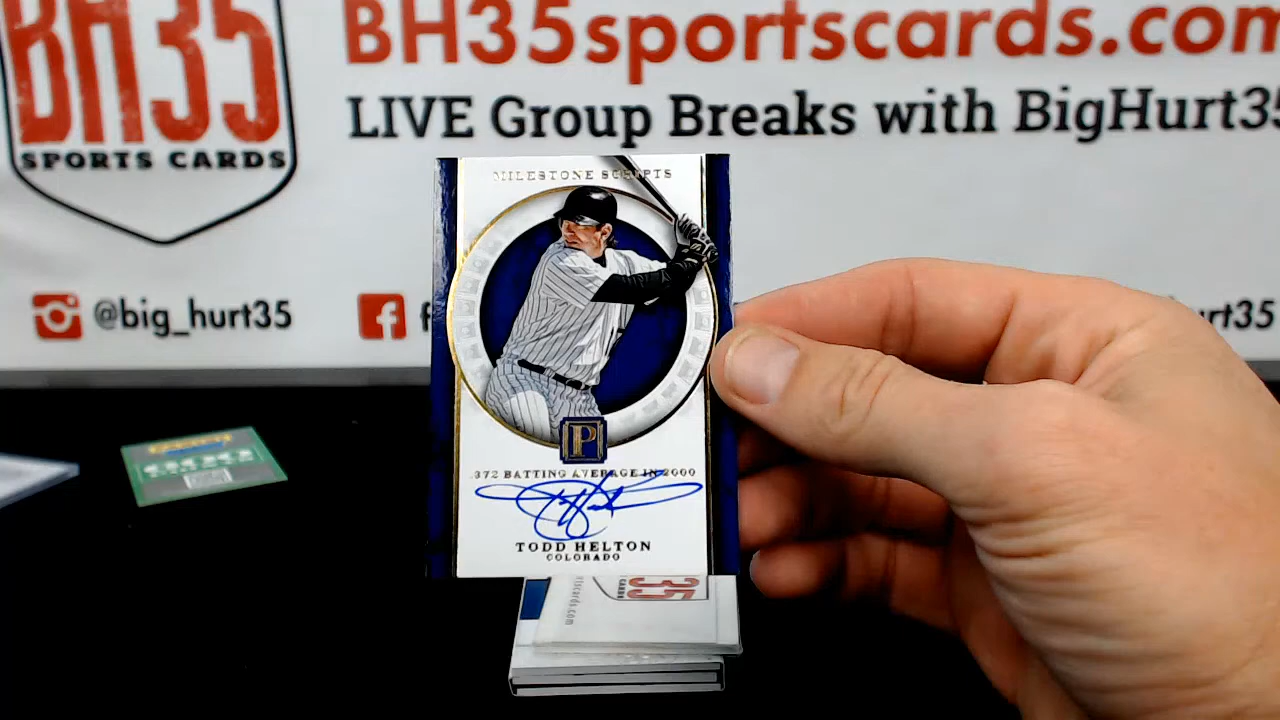 BH35
SPORTS CARDS
BH35sportscards.com
LIVE Group Breaks with BigHurt35
@big_hurt35
f
MILESTONE SCRIPTS
P
.372 BATTING AVERAGE IN 2000
TODD HELTON
COLORADO
35